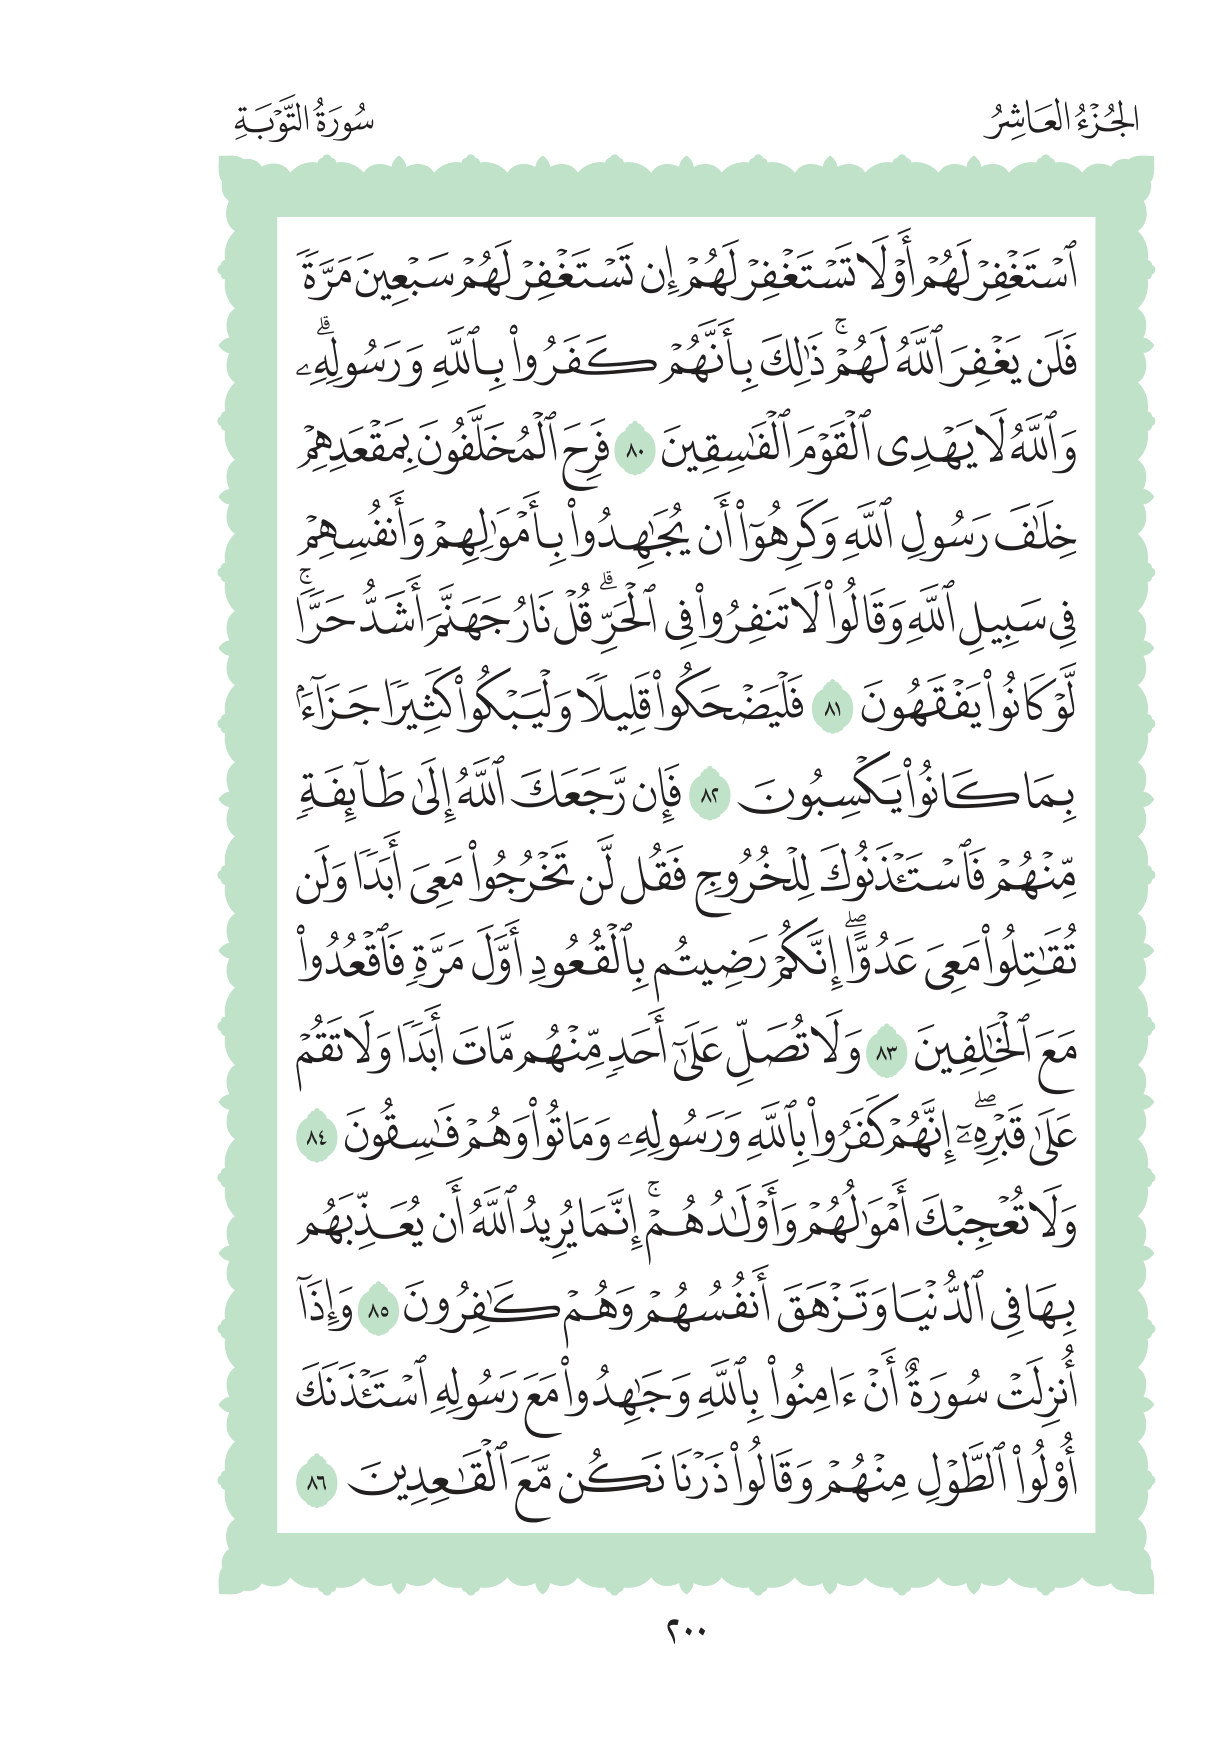 الجُزْءُ العَاشِرُ
سُورَةُ التَّوْبَةِ
ٱسۡتَغۡفِرۡ لَهُمۡ أَوۡ لَا تَسۡتَغۡفِرۡ لَهُمۡ إِن تَسۡتَغۡفِرۡ لَهُمۡ سَبۡعِينَ مَرَّةٗ
فَلَن يَغۡفِرَ ٱللَّهُ لَهُمۡۚ ذَٰلِكَ بِأَنَّهُمۡ كَفَرُواْ بِٱللَّهِ وَرَسُولِهِۦۗ
وَٱللَّهُ لَا يَهۡدِي ٱلۡقَوۡمَ ٱلۡفَٰسِقِينَ ٨٠ فَرِحَ ٱلۡمُخَلَّفُونَ بِمَقۡعَدِهِمۡ
خِلَٰفَ رَسُولِ ٱللَّهِ وَكَرِهُوٓاْ أَن يُجَٰهِدُواْ بِأَمۡوَٰلِهِمۡ وَأَنفُسِهِمۡ
فِي سَبِيلِ ٱللَّهِ وَقَالُواْ لَا تَنفِرُواْ فِي ٱلۡحَرِّۗ قُلۡ نَارُ جَهَنَّمَ أَشَدُّ حَرّٗاۚ
لَّوۡ كَانُواْ يَفۡقَهُونَ ٨١ فَلۡيَضۡحَكُواْ قَلِيلٗا وَلۡيَبۡكُواْ كَثِيرٗا جَزَآءَۢ
بِمَا كَانُواْ يَكۡسِبُونَ ٨٢ فَإِن رَّجَعَكَ ٱللَّهُ إِلَىٰ طَآئِفَةٖ
مِّنۡهُمۡ فَٱسۡتَـٔۡذَنُوكَ لِلۡخُرُوجِ فَقُل لَّن تَخۡرُجُواْ مَعِيَ أَبَدٗا وَلَن
تُقَٰتِلُواْ مَعِيَ عَدُوًّاۖ إِنَّكُمۡ رَضِيتُم بِٱلۡقُعُودِ أَوَّلَ مَرَّةٖ فَٱقۡعُدُواْ
مَعَ ٱلۡخَٰلِفِينَ ٨٣ وَلَا تُصَلِّ عَلَىٰٓ أَحَدٖ مِّنۡهُم مَّاتَ أَبَدٗا وَلَا تَقُمۡ
عَلَىٰ قَبۡرِهِۦٓۖ إِنَّهُمۡ كَفَرُواْ بِٱللَّهِ وَرَسُولِهِۦ وَمَاتُواْ وَهُمۡ فَٰسِقُونَ ٨٤
وَلَا تُعۡجِبۡكَ أَمۡوَٰلُهُمۡ وَأَوۡلَٰدُهُمۡۚ إِنَّمَا يُرِيدُ ٱللَّهُ أَن يُعَذِّبَهُم
بِهَا فِي ٱلدُّنۡيَا وَتَزۡهَقَ أَنفُسُهُمۡ وَهُمۡ كَٰفِرُونَ ٨٥ وَإِذَآ
أُنزِلَتۡ سُورَةٌ أَنۡ ءَامِنُواْ بِٱللَّهِ وَجَٰهِدُواْ مَعَ رَسُولِهِ ٱسۡتَـٔۡذَنَكَ
أُوْلُواْ ٱلطَّوۡلِ مِنۡهُمۡ وَقَالُواْ ذَرۡنَا نَكُن مَّعَ ٱلۡقَٰعِدِينَ ٨٦
٢٠٠